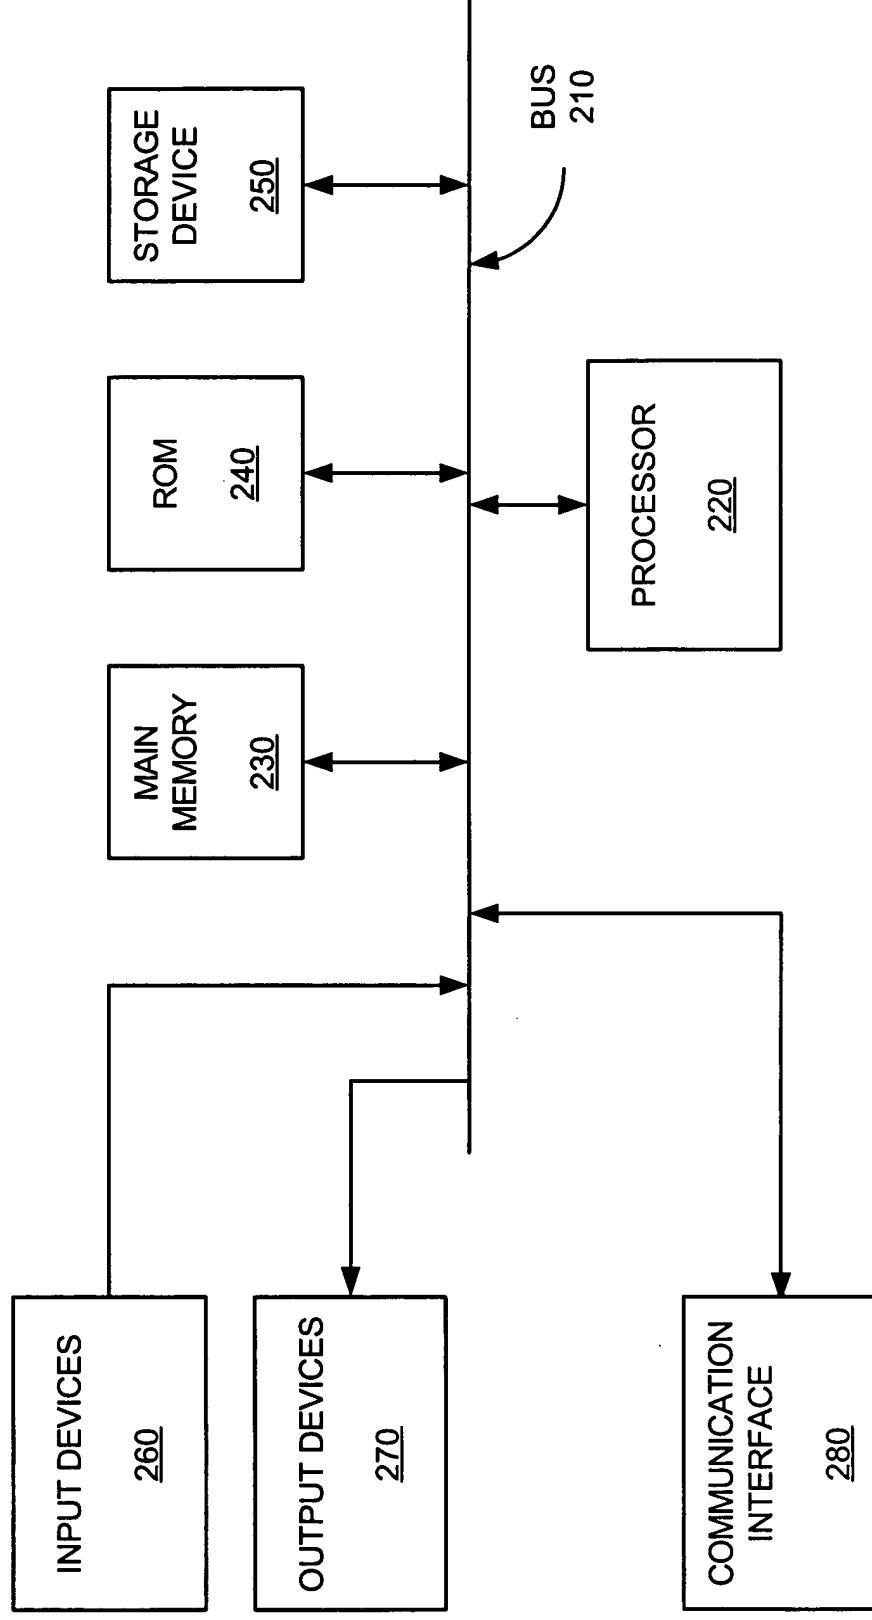 INPUT DEVICES
260
OUTPUT DEVICES
270
COMMUNICATION
INTERFACE
280
MAIN
MEMORY
230
ROM
240
STORAGE
DEVICE
250
PROCESSOR
220
BUS
210